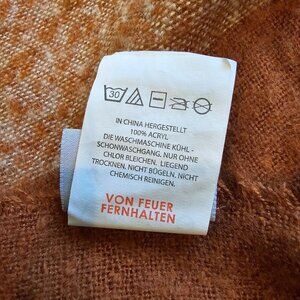 30
IN CHINA HERGESTELLT
100% ACRYL
DIE WASCHMASCHINE KÜHL -
SCHONWASCHGANG. NUR OHNE
CHLOR BLEICHEN. LIEGEND
TROCKNEN. NICHT BÜGELN. NICHT
CHEMISCH REINIGEN.
VON FEUER
FERNHALTEN